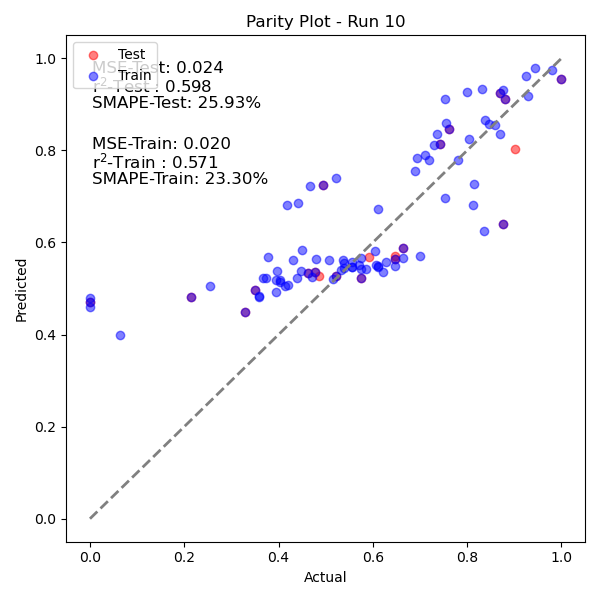 Parity Plot - Run 10
Test
Train
MSE-Test: 0.024
r²-Test : 0.598
SMAPE-Test: 25.93%
MSE-Train: 0.020
r²-Train : 0.571
SMAPE-Train: 23.30%
Predicted
1.0
0.8
0.6
0.4
0.2
0.0
0.0 0.2 0.4 0.6 0.8 1.0
Actual